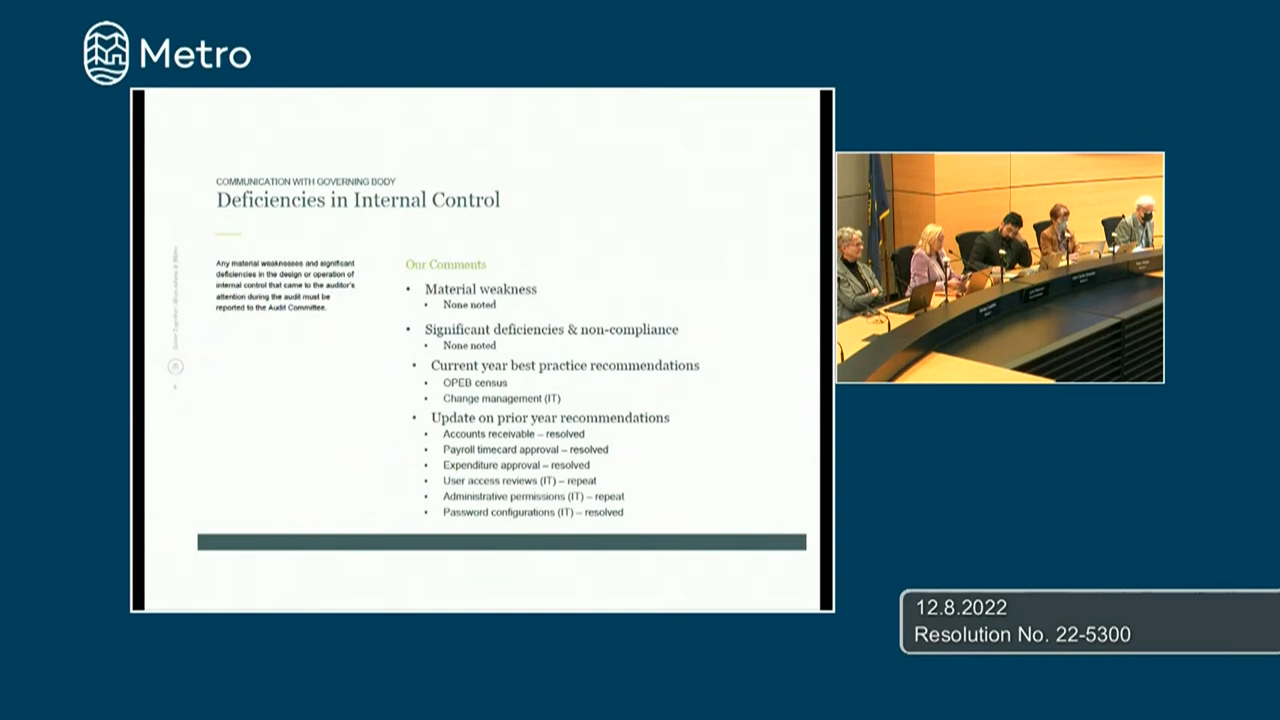 Metro
COMMUNICATION WITH GOVERNING BODY
Deficiencies in Internal Control
Any material weaknesses and significant
deficiencies in the design or operation of
internal control that came to the auditor's
attention during the audit must be
reported to the Audit Committee.
Our Comments
• Material weakness
• None noted
• Significant deficiencies & non-compliance
• None noted
• Current year best practice recommendations
• OPEB census
• Change management (IT)
• Update on prior year recommendations
• Accounts receivable – resolved
• Payroll timecard approval – resolved
• Expenditure approval – resolved
• User access reviews (IT) – repeat
• Administrative permissions (IT) – repeat
• Password configurations (IT) – resolved
12.8.2022
Resolution No. 22-5300